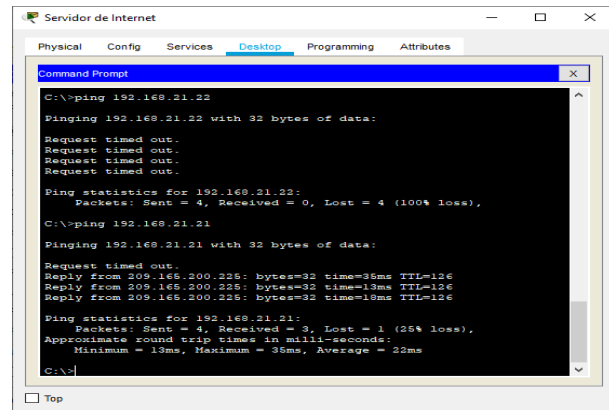 Servidor de Internet
Physical Config Services Desktop Programming Attributes
Command Prompt X
C:\>ping 192.168.21.22
Pinging 192.168.21.22 with 32 bytes of data:
Request timed out.
Request timed out.
Request timed out.
Request timed out.
Ping statistics for 192.168.21.22:
Packets: Sent = 4, Received = 0, Lost = 4 (100% loss),
C:\>ping 192.168.21.21
Pinging 192.168.21.21 with 32 bytes of data:
Request timed out.
Reply from 209.165.200.225: bytes=32 time=35ms TTL=126
Reply from 209.165.200.225: bytes=32 time=13ms TTL=126
Reply from 209.165.200.225: bytes=32 time=18ms TTL=126
Ping statistics for 192.168.21.21:
Packets: Sent = 4, Received = 3, Lost = 1 (25% loss),
Approximate round trip times in milli-seconds:
Minimum = 13ms, Maximum = 35ms, Average = 22ms
C:\>
Top